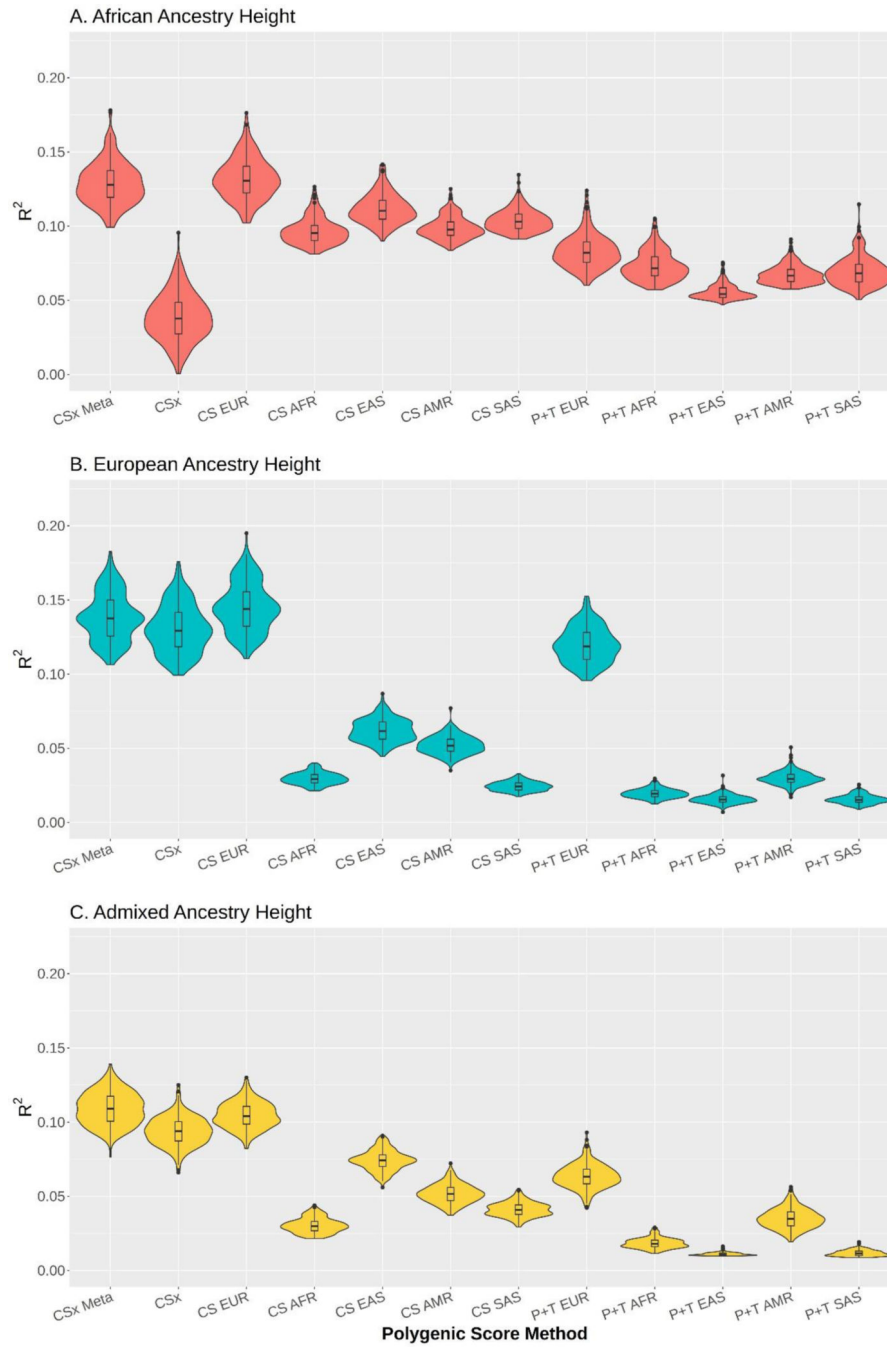 A. African Ancestry Height
R²
0.20
0.15
0.10
0.05
0.00
CSx Meta CSx CS EUR CS AFR CS EAS CS AMR CS SAS P+T EUR P+T AFR P+T EAS P+T AMR P+T SAS
B. European Ancestry Height
R²
0.20
0.15
0.10
0.05
0.00
CSx Meta CSx CS EUR CS AFR CS EAS CS AMR CS SAS P+T EUR P+T AFR P+T EAS P+T AMR P+T SAS
C. Admixed Ancestry Height
R²
0.20
0.15
0.10
0.05
0.00
CSx Meta CSx CS EUR CS AFR CS EAS CS AMR CS SAS P+T EUR P+T AFR P+T EAS P+T AMR P+T SAS
Polygenic Score Method